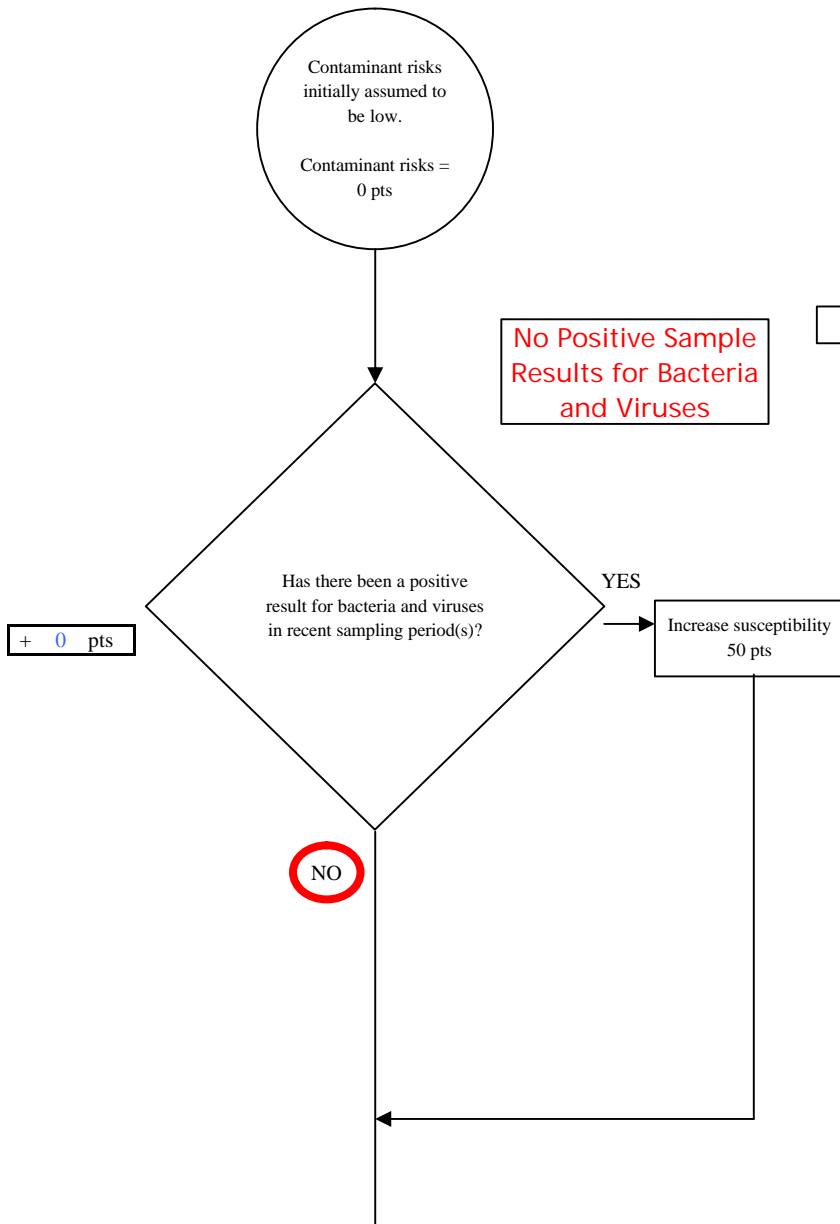 Contaminant risks
initially assumed to
be low.
Contaminant risks =
0 pts
No Positive Sample
Results for Bacteria
and Viruses
Has there been a positive
result for bacteria and viruses
in recent sampling period(s)?
YES
+ 0 pts
Increase susceptibility
50 pts
NO